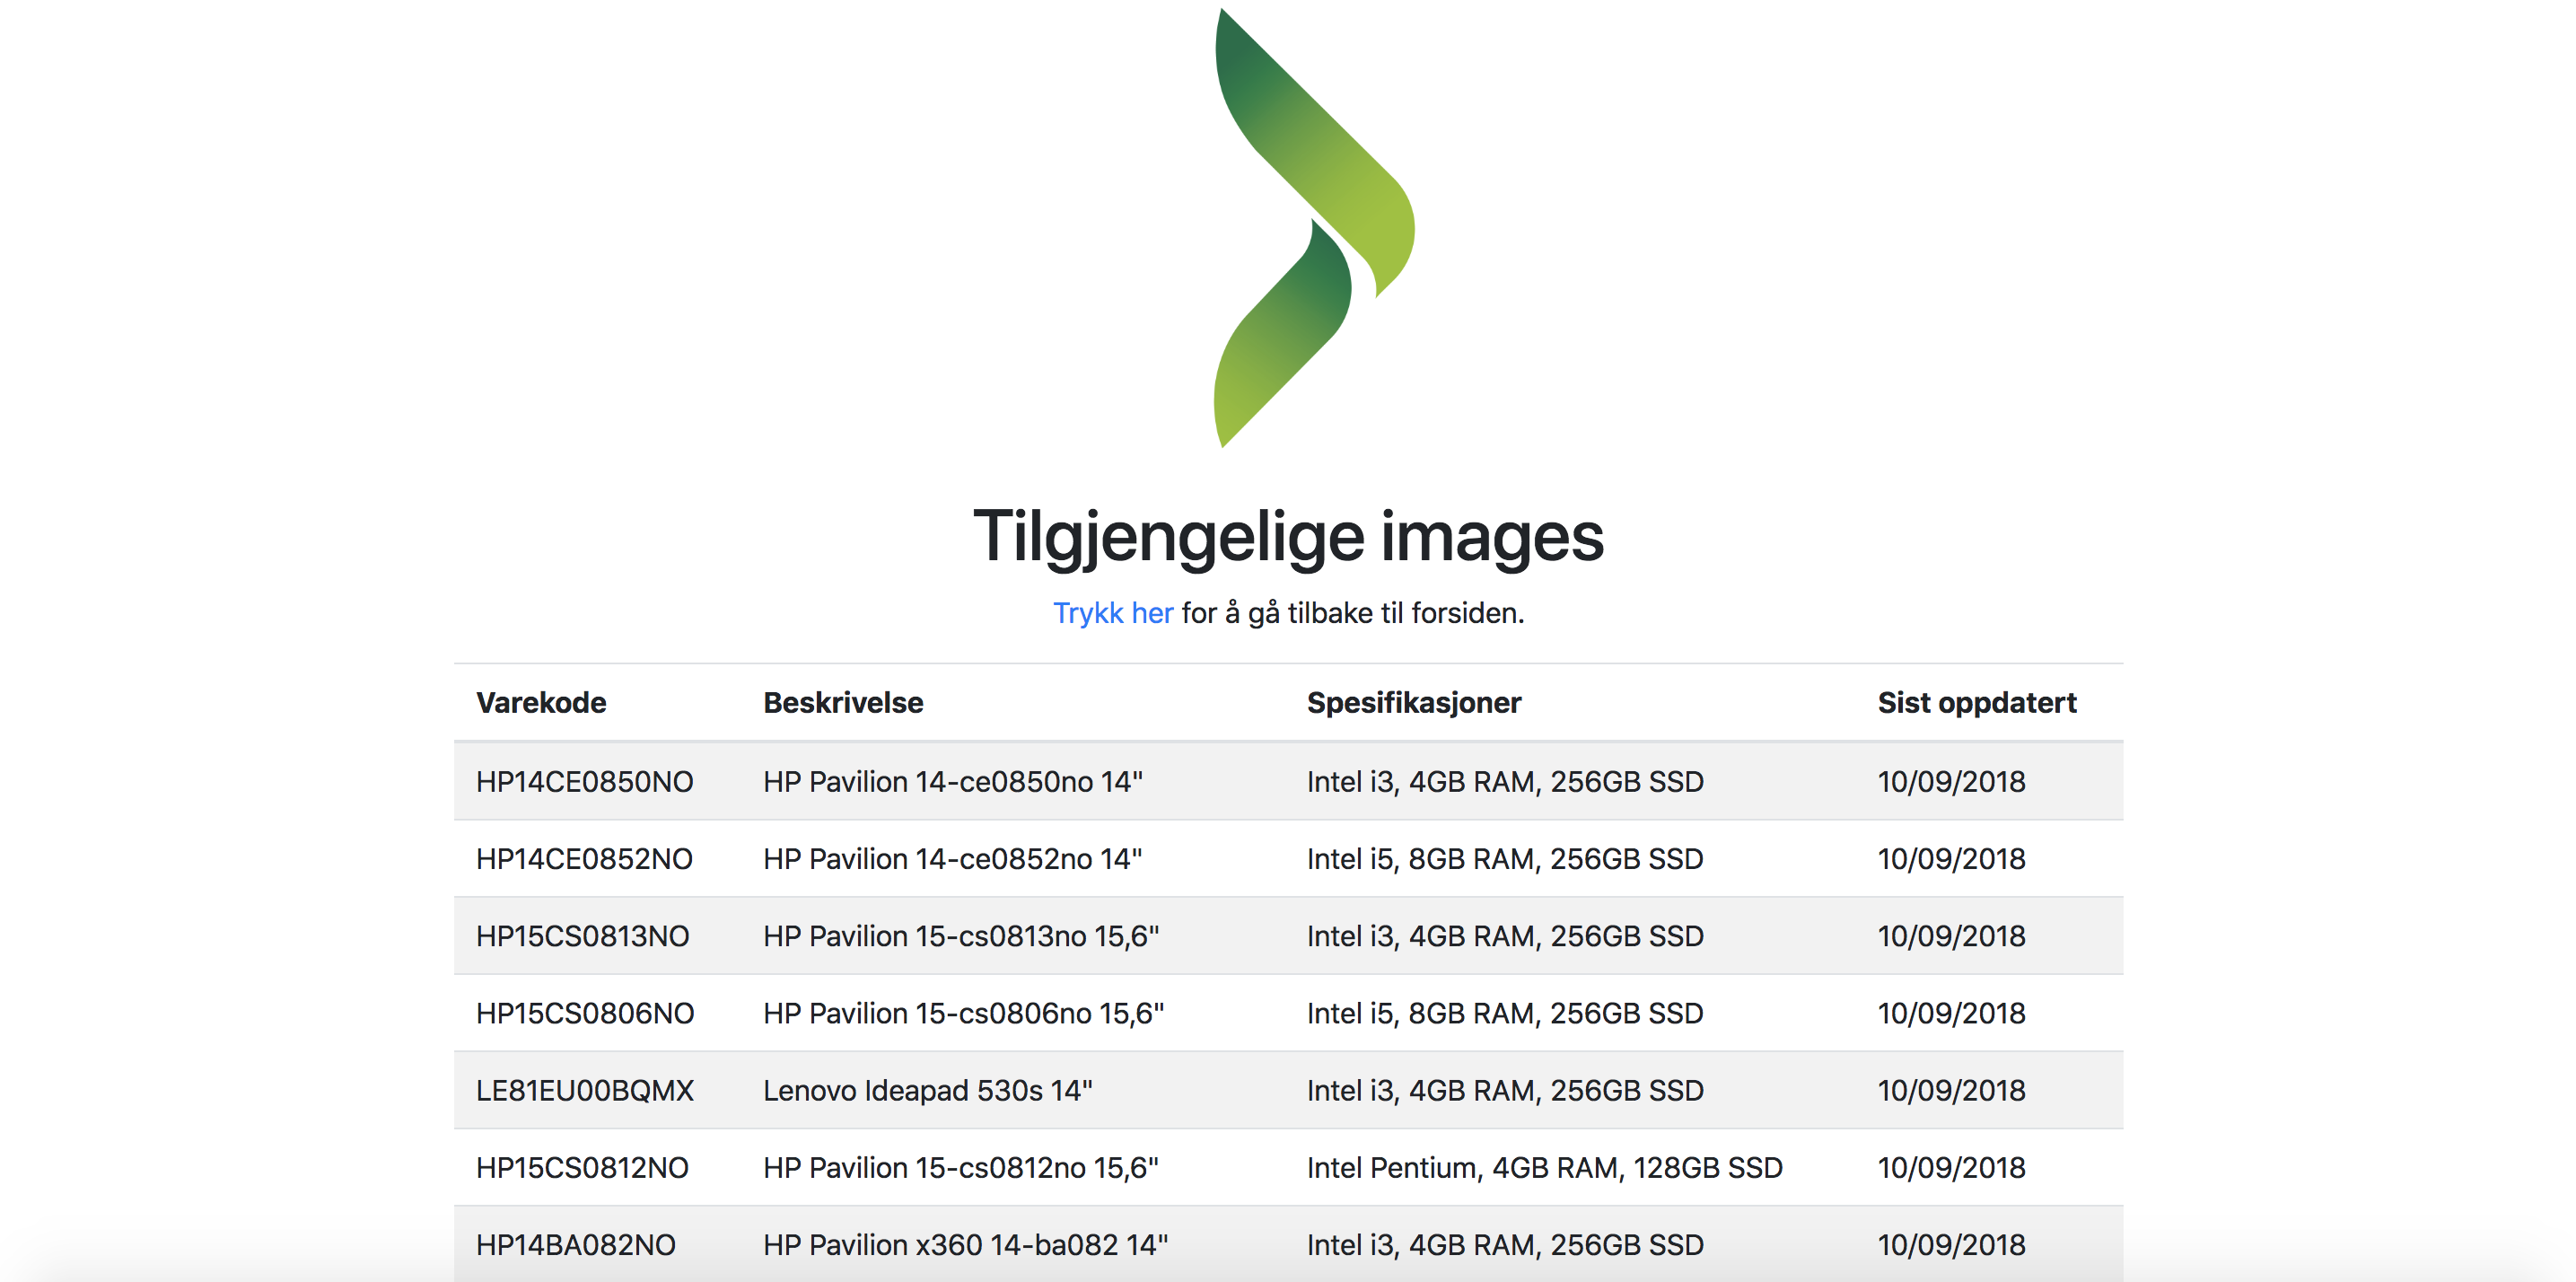 Tilgjengelige images
Trykk her for å gå tilbake til forsiden.
Varekode Beskrivelse Spesifikasjoner Sist oppdatert
HP14CE0850NO HP Pavilion 14-ce0850no 14" Intel i3, 4GB RAM, 256GB SSD 10/09/2018
HP14CE0852NO HP Pavilion 14-ce0852no 14" Intel i5, 8GB RAM, 256GB SSD 10/09/2018
HP15CS0813NO HP Pavilion 15-cs0813no 15,6" Intel i3, 4GB RAM, 256GB SSD 10/09/2018
HP15CS0806NO HP Pavilion 15-cs0806no 15,6" Intel i5, 8GB RAM, 256GB SSD 10/09/2018
LE81EU00BQMX Lenovo Ideapad 530s 14" Intel i3, 4GB RAM, 256GB SSD 10/09/2018
HP15CS0812NO HP Pavilion 15-cs0812no 15,6" Intel Pentium, 4GB RAM, 128GB SSD 10/09/2018
HP14BA082NO HP Pavilion x360 14-ba082 14" Intel i3, 4GB RAM, 256GB SSD 10/09/2018